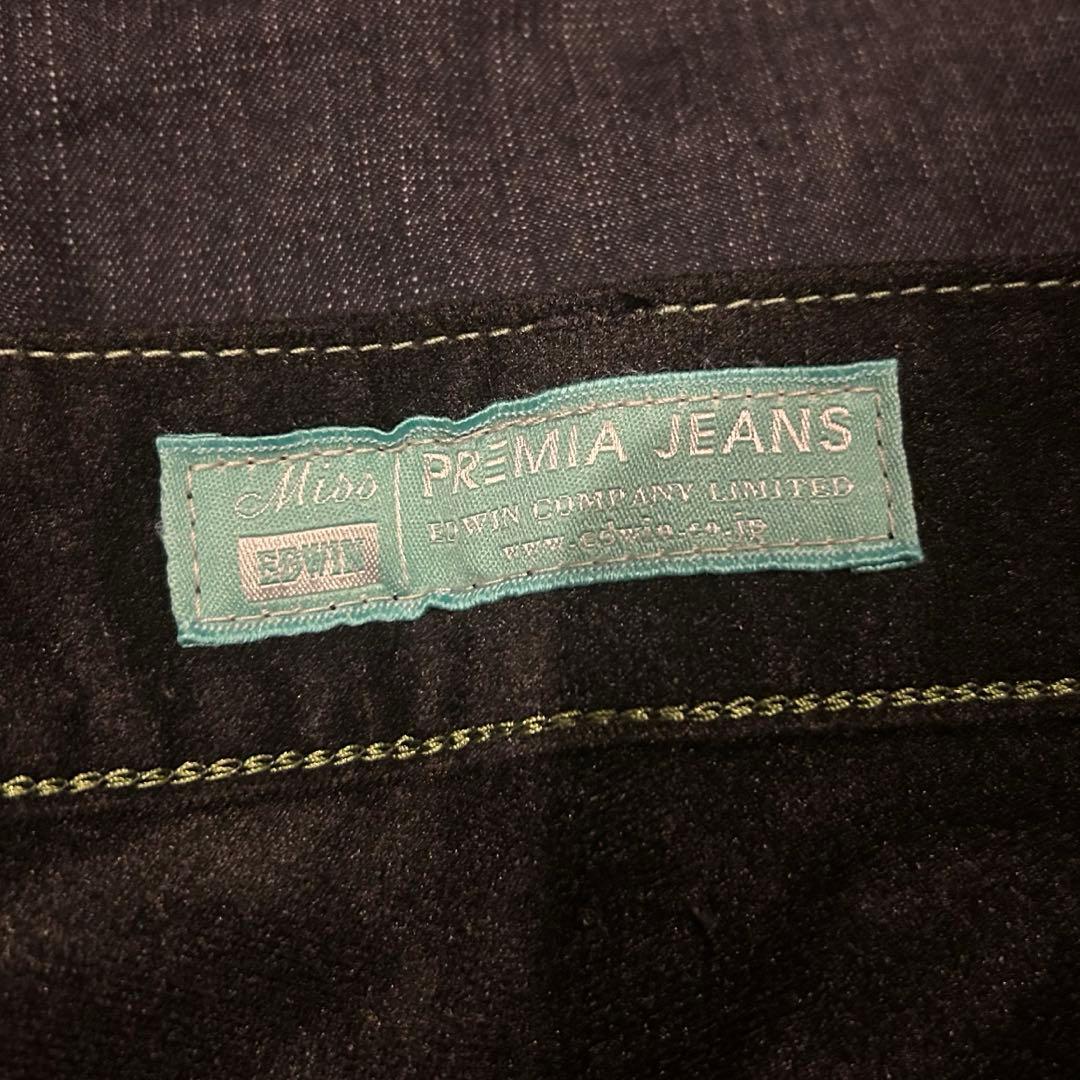 Miss
EDWIN
PREMIA JEANS
EDWIN COMPANY LIMITED
www.edwin.co.jp